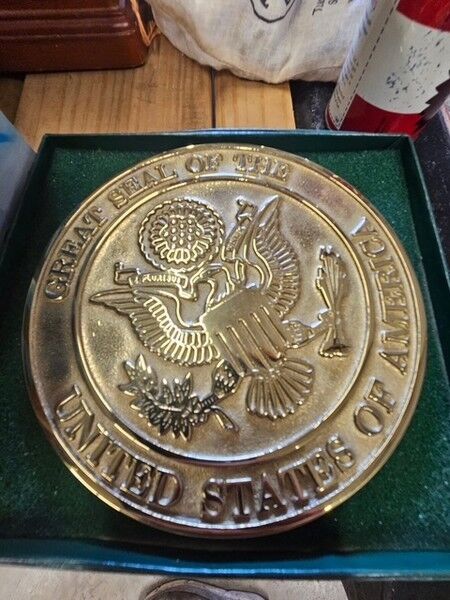 GREAT SEAL OF THE
UNITED STATES OF AMERICA